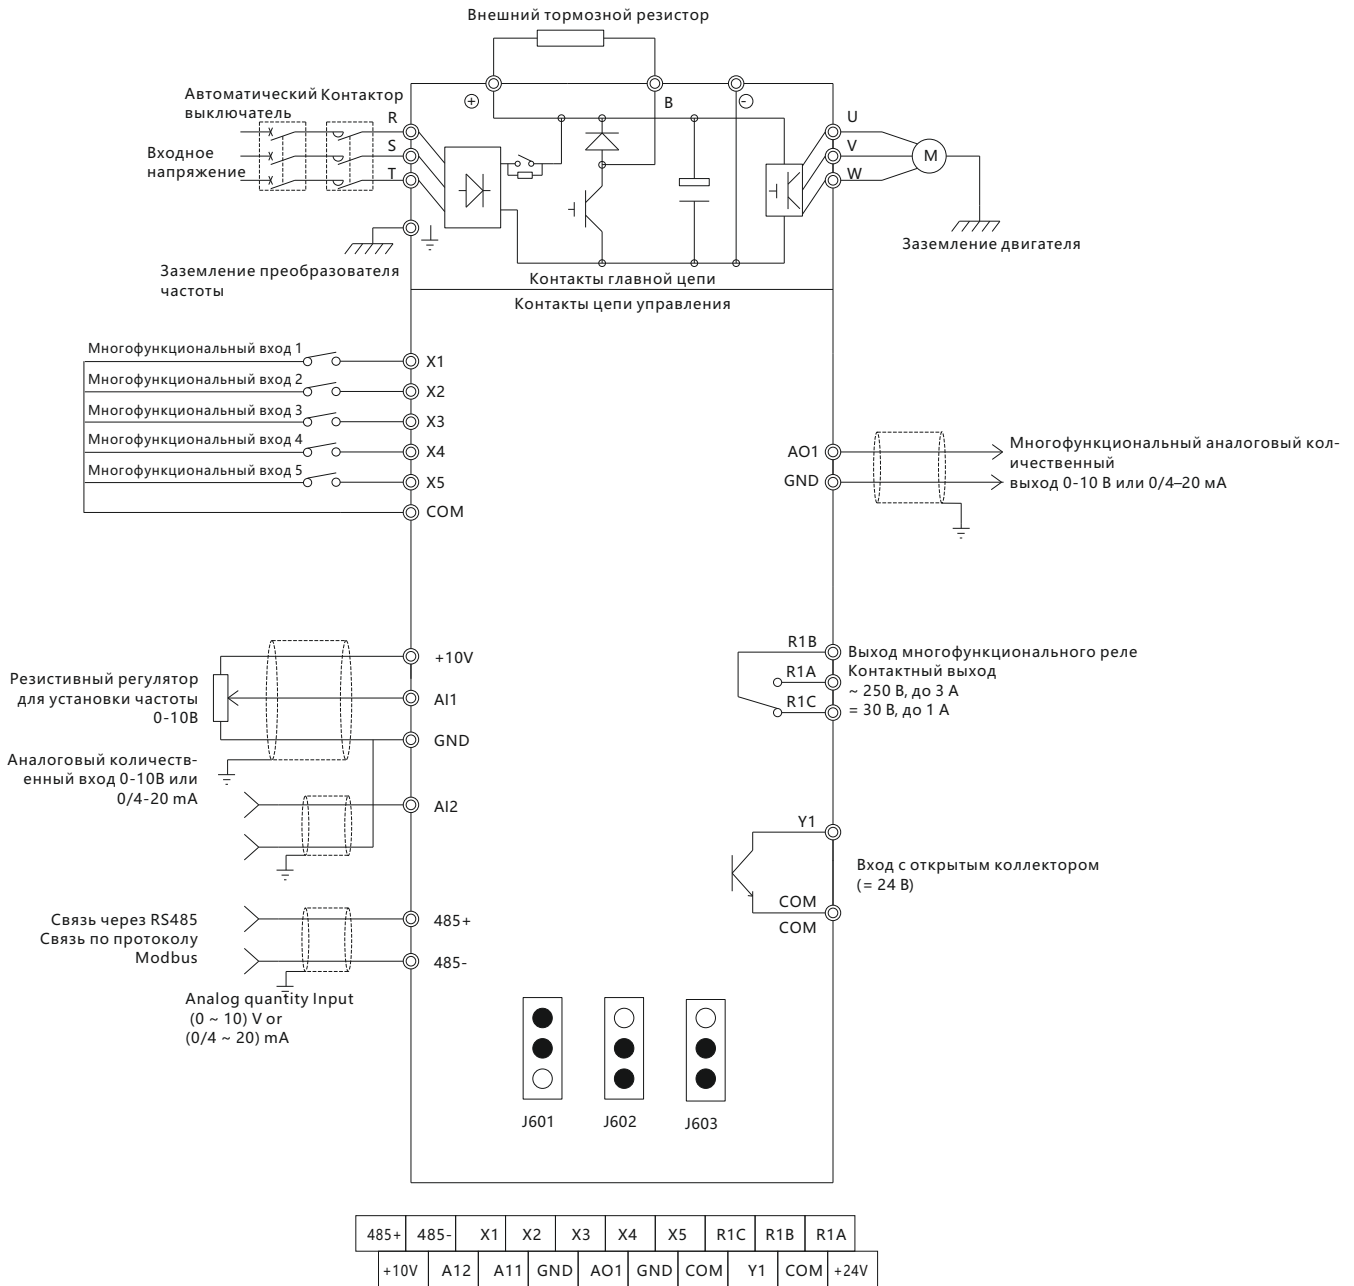 Внешний тормозной резистор
Автоматический
выключатель
Контактор
+
B
-
R
S
T
U
V
W
M
Входное
напряжение
Заземление преобразователя
частоты
Заземление двигателя
Контакты главной цепи
Контакты цепи управления
Многофункциональный вход 1
X1
Многофункциональный вход 2
X2
Многофункциональный вход 3
X3
Многофункциональный вход 4
X4
Многофункциональный вход 5
X5
COM
AO1
GND
Многофункциональный аналоговый кол-
ичественный
выход 0-10 В или 0/4–20 мА
Резистивный регулятор
для установки частоты
0-10В
+10V
AI1
GND
Аналоговый количеств-
енный вход 0-10В или
0/4-20 mA
AI2
R1B
R1A
R1C
Выход многофункционального реле
Контактный выход
~ 250 В, до 3 А
= 30 В, до 1 А
Y1
COM
COM
Вход с открытым коллектором
(= 24 В)
Связь через RS485
Связь по протоколу
Modbus
485+
485-
Analog quantity Input
(0 ~ 10) V or
(0/4 ~ 20) mA
J601
J602
J603
485+ 485- X1 X2 X3 X4 X5 R1C R1B R1A
+10V A12 A11 GND AO1 GND COM Y1 COM +24V